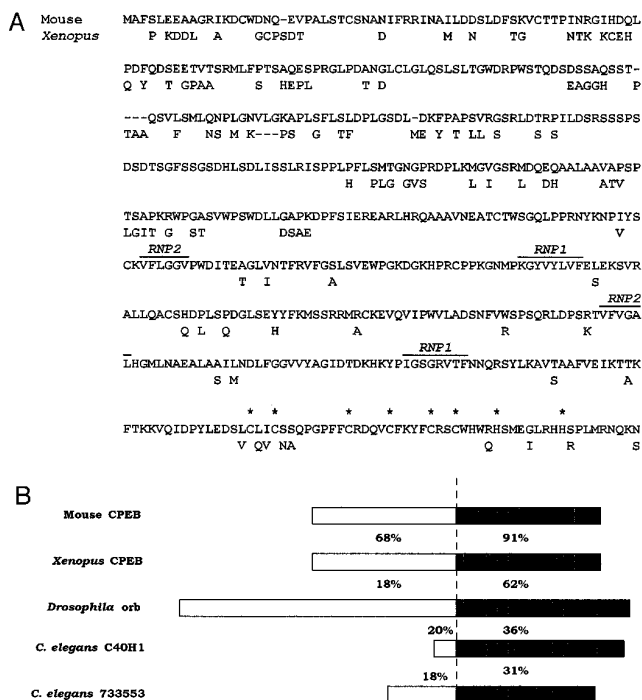 A
Mouse MAFSLEEAAGRIKDCWDNQ-EVPALSTCSNANIFRRINAILDDSLDFSKVCTTPINRGIHDQL
Xenopus P KDDL A GCPSDT D M N TG NTK KCEH
PDFQDSEETVTSRMLFPTSAQESPRGLPDANGLCLGLQSLSLTGWDRPWSTQDSDSSAQSST-
Q Y T GPAA S HEPL T D EAGGH P
---QSVLSMLQNPLGNVLGKAPLSFLSLDPLGSDL-DKFPAPSVRGSRLDTRPILDSRSSSPS
TAA F NS M K---PS G TF ME Y T LL S S S
DSDTSGFSSGSDHLSDLISSLRISPPLPFLSMTGNGPRDPLKMGVGSRMDQEQAALAAVAPSP
H PLG GVS L I L DH ATV
TSAPKRWPGASVWPSWDLLGAPKDPFSIEREARLHRQAAAVNEATCTWSGQLPPRNYKNPIYS
LGIT G ST DSAE V
RNP2 RNP1
CKVFLGGVPWDITEAGLVNTFRVFGSLSVEWPGKDGKHPRCPPKGNMPKGYVYLVFELEKSVR
T I A S
RNP2
ALLQACSHDPLSPDGLSEYYFKMSSRRMRCKEVQVIPWVLADSNFVWSPSQRLDPSRTVFVGA
Q L Q H A R K
RNP1
LHGMLNAEALAAILNDLFGGVVYAGIDTDKHKYPIGSGRVTFNNQRSYLKAVTAAFVEIKTTK
S M S A
* * * * * * * *
FTKKVQIDPYLEDSLCLICSSQPGPFFCRDQVCFKYFCRSCWHWRHSMEGLRHHSPLMRNQKN
V QV NA Q I R S
B
Mouse CPEB
68% 91%
Xenopus CPEB
18% 62%
Drosophila orb
20% 36%
C. elegans C40H1
18% 31%
C. elegans 733553